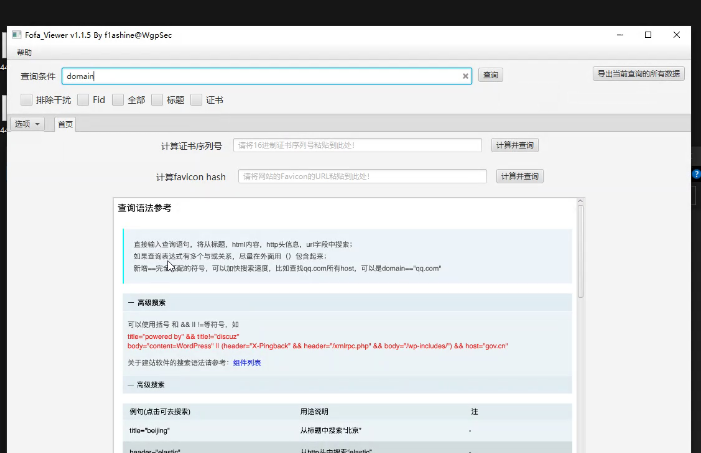 Fofa_Viewer v1.1.5 By f1ashine@WgpSec
帮助
查询条件 domain 查询 导出当前查询的所有数据
排除干扰 Fid 全部 标题 证书
选项 首页
计算证书序列号 请将16进制证书序列号粘贴到此处! 计算并查询
计算favicon hash 请将网站的Favicon的URL粘贴到此处! 计算并查询
查询语法参考
直接输入查询语句，将从标题，html内容，http头信息，url字段中搜索；
如果查询表达式有多个与或关系，尽量在外面用（）包含起来；
新增==完全匹配的符号，可以加快搜索速度，比如查找qq.com所有host，可以是domain=="qq.com"
一 高级搜索
可以使用括号 和 && || !=等符号，如
title="powered by" && title!="discuz"
body="content=WordPress" || (header="X-Pingback" && header="/xmlrpc.php" && body="/wp-includes/") && host="gov.cn"
关于建站软件的搜索语法请参考：组件列表
一 高级搜索
例句(点击可去搜索) 用途说明 注
title="beijing" 从标题中搜索"北京" -
header="elastic" 从http头中搜索"elastic" -